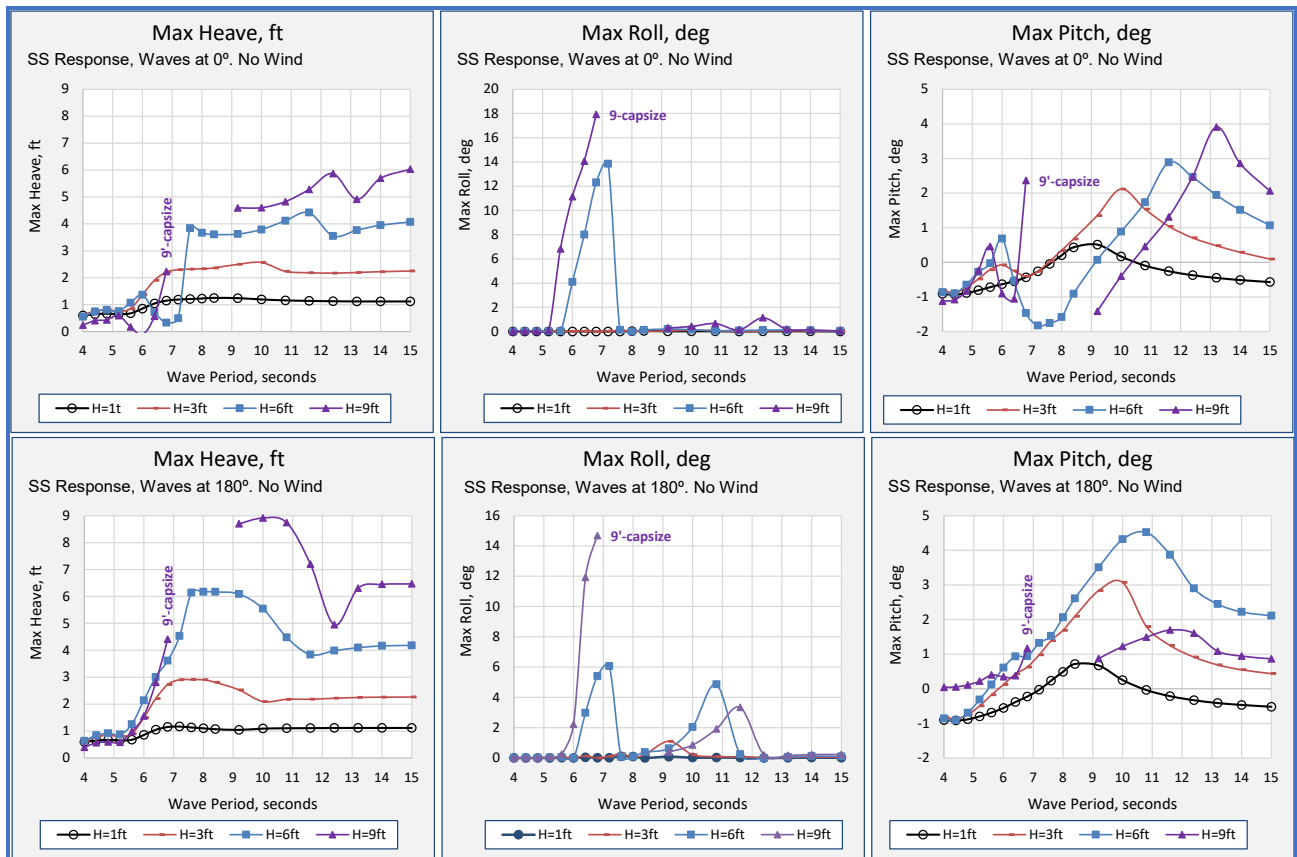 Max Heave, ft
SS Response, Waves at 0º. No Wind
Max Heave, ft
9
8
7
6
5
4
3
2
1
0
9'-capsize
4 5 6 7 8 9 10 11 12 13 14 15
Wave Period, seconds
H=1t H=3ft H=6ft H=9ft
Max Roll, deg
SS Response, Waves at 0º. No Wind
Max Roll, deg
20
18
16
14
12
10
8
6
4
2
0
9-capsize
4 5 6 7 8 9 10 11 12 13 14 15
Wave Period, seconds
H=1ft H=3ft H=6ft H=9ft
Max Pitch, deg
SS Response, Waves at 0º. No Wind
Max Pitch, deg
5
4
3
2
1
0
-1
-2
9'-capsize
4 5 6 7 8 9 10 11 12 13 14 15
Wave Period, seconds
H=1ft H=3ft H=6ft H=9ft
Max Heave, ft
SS Response, Waves at 180º. No Wind
Max Heave, ft
9
8
7
6
5
4
3
2
1
0
9'-capsize
4 5 6 7 8 9 10 11 12 13 14 15
Wave Period, seconds
H=1ft H=3ft H=6ft H=9ft
Max Roll, deg
SS Response, Waves at 180º. No Wind
Max Roll, deg
16
14
12
10
8
6
4
2
0
9'-capsize
4 5 6 7 8 9 10 11 12 13 14 15
Wave Period, seconds
H=1ft H=3ft H=6ft H=9ft
Max Pitch, deg
SS Response, Waves at 180º. No Wind
Max Pitch, deg
5
4
3
2
1
0
-1
-2
9'-capsize
4 5 6 7 8 9 10 11 12 13 14 15
Wave Period, seconds
H=1ft H=3ft H=6ft H=9ft